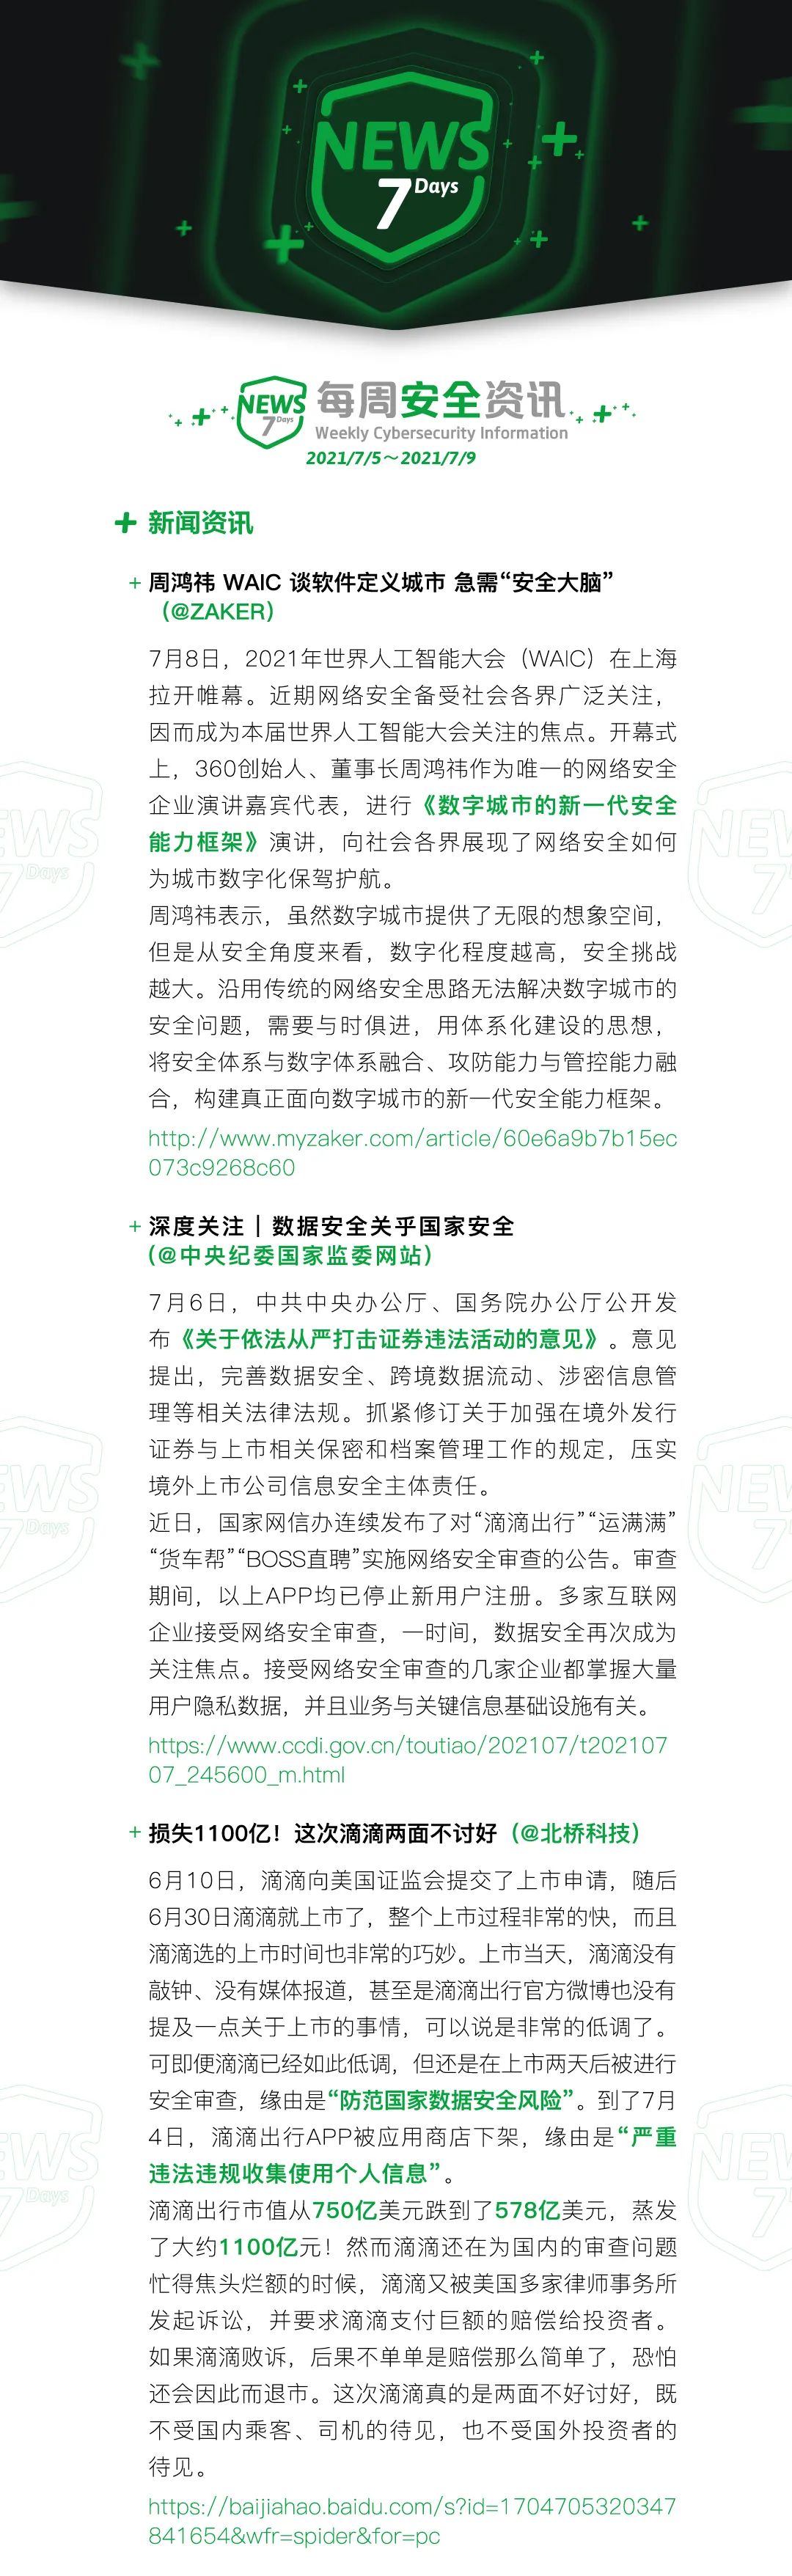 NEWS
7 Days
NEWS
7 Days
每周安全资讯
Weekly Cybersecurity Information
2021/7/5～2021/7/9
新闻资讯
周鸿祎 WAIC 谈软件定义城市 急需“安全大脑”
（@ZAKER）
7月8日，2021年世界人工智能大会（WAIC）在上海
拉开帷幕。近期网络安全备受社会各界广泛关注，
因而成为本届世界人工智能大会关注的焦点。开幕式
上，360创始人、董事长周鸿祎作为唯一的网络安全
企业演讲嘉宾代表，进行《数字城市的新一代安全
能力框架》演讲，向社会各界展现了网络安全如何
为城市数字化保驾护航。
周鸿祎表示，虽然数字城市提供了无限的想象空间，
但是从安全角度来看，数字化程度越高，安全挑战
越大。沿用传统的网络安全思路无法解决数字城市的
安全问题，需要与时俱进，用体系化建设的思想，
将安全体系与数字体系融合、攻防能力与管控能力融
合，构建真正面向数字城市的新一代安全能力框架。
http://www.myzaker.com/article/60e6a9b7b15ec
073c9268c60
深度关注｜数据安全关乎国家安全
(@中央纪委国家监委网站)
7月6日，中共中央办公厅、国务院办公厅公开发
布《关于依法从严打击证券违法活动的意见》。意见
提出，完善数据安全、跨境数据流动、涉密信息管
理等相关法律法规。抓紧修订关于加强在境外发行
证券与上市相关保密和档案管理工作的规定，压实
境外上市公司信息安全主体责任。
近日，国家网信办连续发布了对“滴滴出行”“运满满”
“货车帮”“BOSS直聘”实施网络安全审查的公告。审查
期间，以上APP均已停止新用户注册。多家互联网
企业接受网络安全审查，一时间，数据安全再次成为
关注焦点。接受网络安全审查的几家企业都掌握大量
用户隐私数据，并且业务与关键信息基础设施有关。
https://www.ccdi.gov.cn/toutiao/202107/t202107
07_245600_m.html
损失1100亿！这次滴滴两面不讨好（@北桥科技）
6月10日，滴滴向美国证监会提交了上市申请，随后
6月30日滴滴就上市了，整个上市过程非常的快，而且
滴滴选的上市时间也非常的巧妙。上市当天，滴滴没有
敲钟、没有媒体报道，甚至是滴滴出行官方微博也没有
提及一点关于上市的事情，可以说是非常的低调了。
可即便滴滴已经如此低调，但还是在上市两天后被进行
安全审查，缘由是“防范国家数据安全风险”。到了7月
4日，滴滴出行APP被应用商店下架，缘由是“严重
违法违规收集使用个人信息”。
滴滴出行市值从750亿美元跌到了578亿美元，蒸发
了大约1100亿元！然而滴滴还在为国内的审查问题
忙得焦头烂额的时候，滴滴又被美国多家律师事务所
发起诉讼，并要求滴滴支付巨额的赔偿给投资者。
如果滴滴败诉，后果不单单是赔偿那么简单了，恐怕
还会因此而退市。这次滴滴真的是两面不好讨好，既
不受国内乘客、司机的待见，也不受国外投资者的
待见。
https://baijiahao.baidu.com/s?id=1704705320347
841654&wfr=spider&for=pc